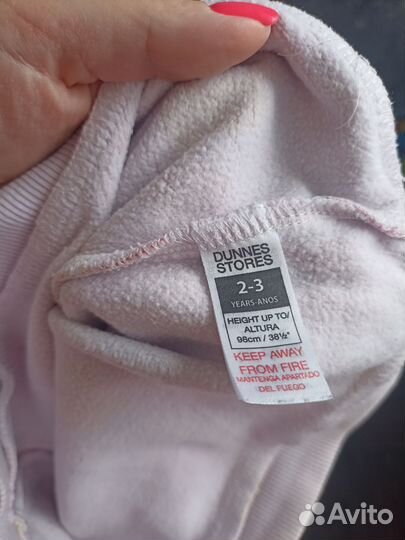 DUNNES
STORES
2-3
YEARS-ANOS
HEIGHT UP TO/
ALTURA
98cm / 38½"
KEEP AWAY
FROM FIRE
MANTENGA APARTADO
DEL FUEGO
Avito